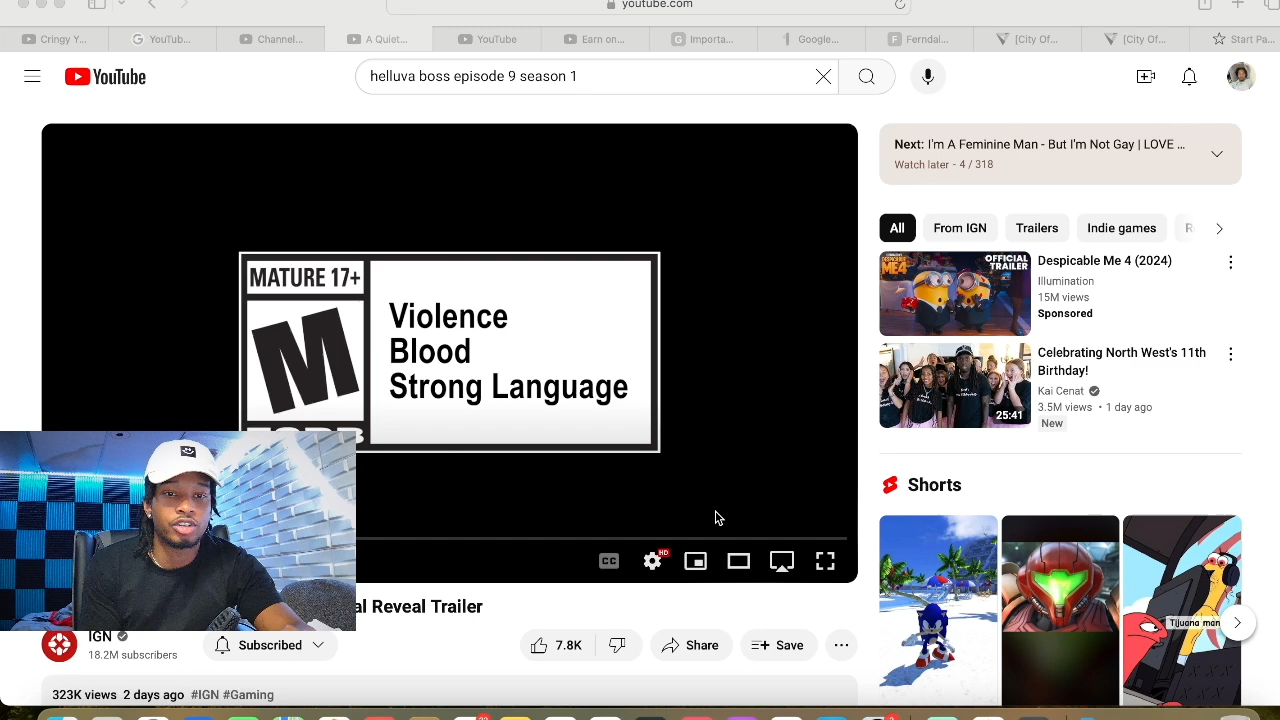 youtube.com
Cringy Y...
YouTub...
Channel...
A Quiet...
YouTube
Earn on...
Importa...
Google...
Ferndal...
[City Of...
[City Of...
Start Pa...
YouTube
helluva boss episode 9 season 1
MATURE 17+
M
Violence
Blood
Strong Language
CC
HD
al Reveal Trailer
IGN
18.2M subscribers
Subscribed
7.8K
Share
Save
323K views 2 days ago #IGN #Gaming
Next: I'm A Feminine Man - But I'm Not Gay | LOVE ...
Watch later - 4 / 318
All
From IGN
Trailers
Indie games
OFFICIAL
TRAILER
ME4
Despicable Me 4 (2024)
Illumination
15M views
Sponsored
25:41
Celebrating North West's 11th
Birthday!
Kai Cenat
3.5M views • 1 day ago
New
Shorts
Tijuana man